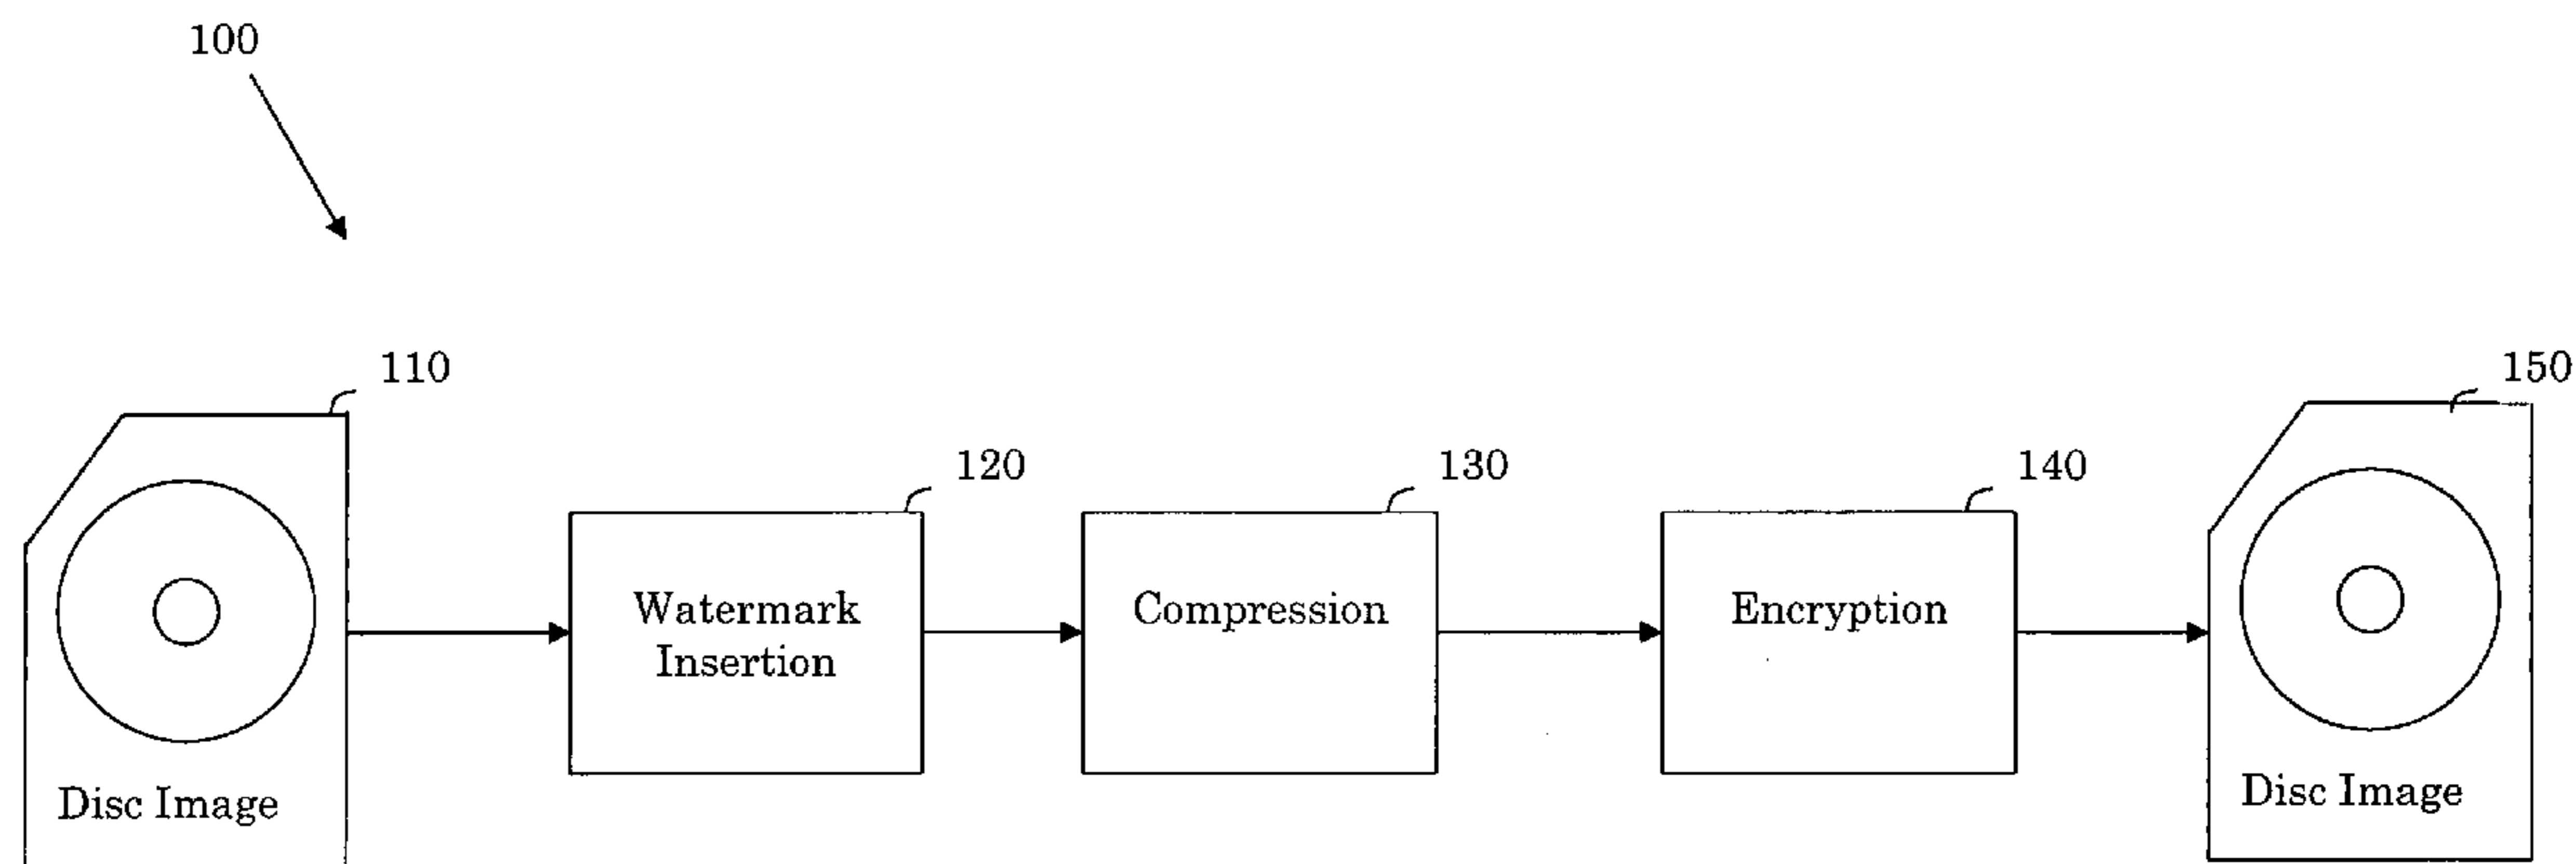 100
110
150
120
130
140
Watermark
Insertion
Compression
Encryption
Disc Image
Disc Image